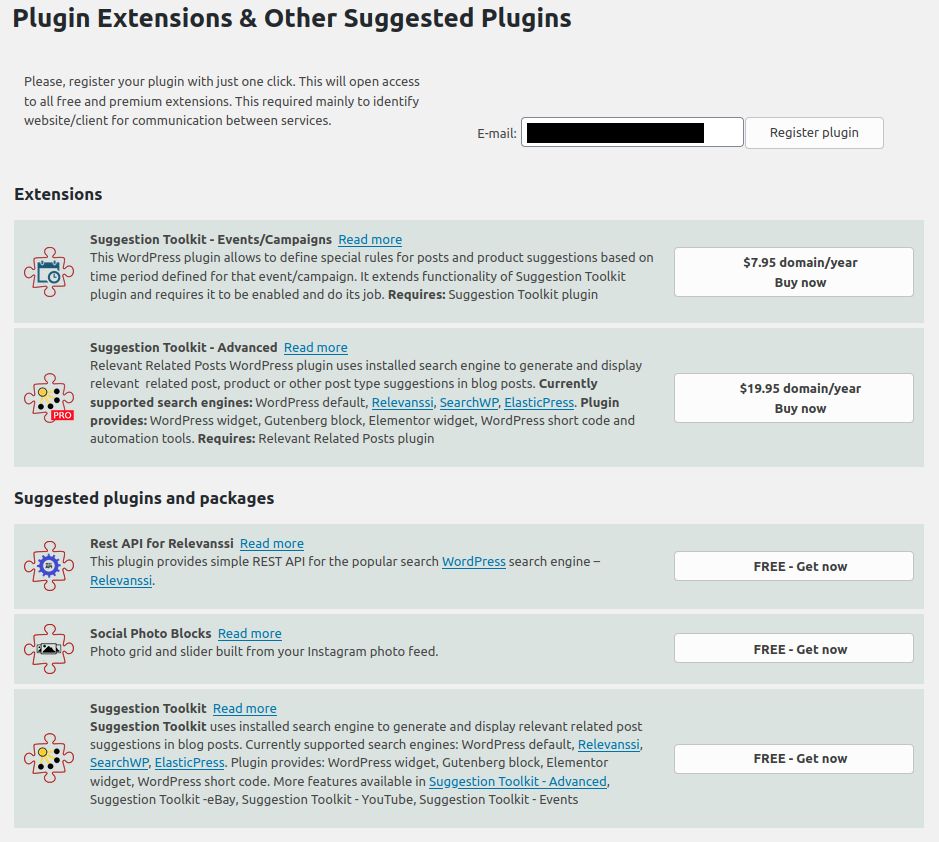 Plugin Extensions & Other Suggested Plugins
Please, register your plugin with just one click. This will open access
to all free and premium extensions. This required mainly to identify
website/client for communication between services.
E-mail:
Register plugin
Extensions
Suggestion Toolkit - Events/Campaigns Read more
This WordPress plugin allows to define special rules for posts and product suggestions based on
time period defined for that event/campaign. It extends functionality of Suggestion Toolkit
plugin and requires it to be enabled and do its job. Requires: Suggestion Toolkit plugin
$7.95 domain/year
Buy now
Suggestion Toolkit - Advanced Read more
Relevant Related Posts WordPress plugin uses installed search engine to generate and display
relevant related post, product or other post type suggestions in blog posts. Currently
supported search engines: WordPress default, Relevanssi, SearchWP, ElasticPress. Plugin
provides: WordPress widget, Gutenberg block, Elementor widget, WordPress short code and
automation tools. Requires: Relevant Related Posts plugin
PRO
$19.95 domain/year
Buy now
Suggested plugins and packages
Rest API for Relevanssi Read more
This plugin provides simple REST API for the popular search WordPress search engine –
Relevanssi.
API
FREE - Get now
Social Photo Blocks Read more
Photo grid and slider built from your Instagram photo feed.
FREE - Get now
Suggestion Toolkit Read more
Suggestion Toolkit uses installed search engine to generate and display relevant related post
suggestions in blog posts. Currently supported search engines: WordPress default, Relevanssi,
SearchWP, ElasticPress. Plugin provides: WordPress widget, Gutenberg block, Elementor
widget, WordPress short code. More features available in Suggestion Toolkit - Advanced,
Suggestion Toolkit -eBay, Suggestion Toolkit - YouTube, Suggestion Toolkit - Events
FREE - Get now